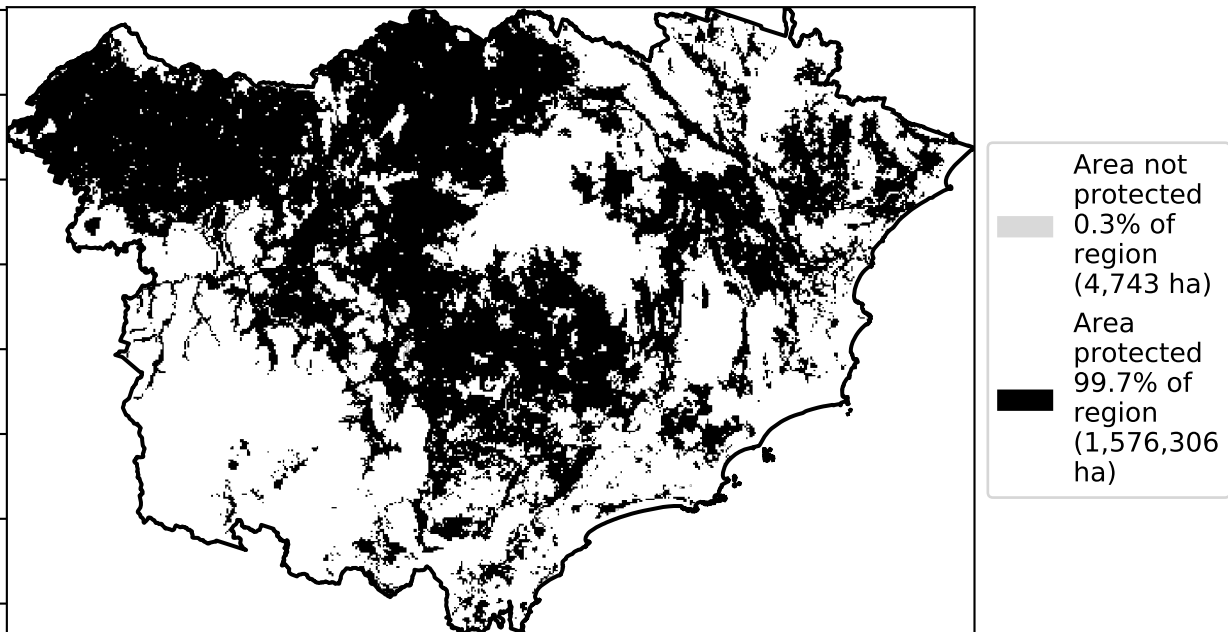 Area not
protected
0.3% of
region
(4,743 ha)
Area
protected
99.7% of
region
(1,576,306
ha)